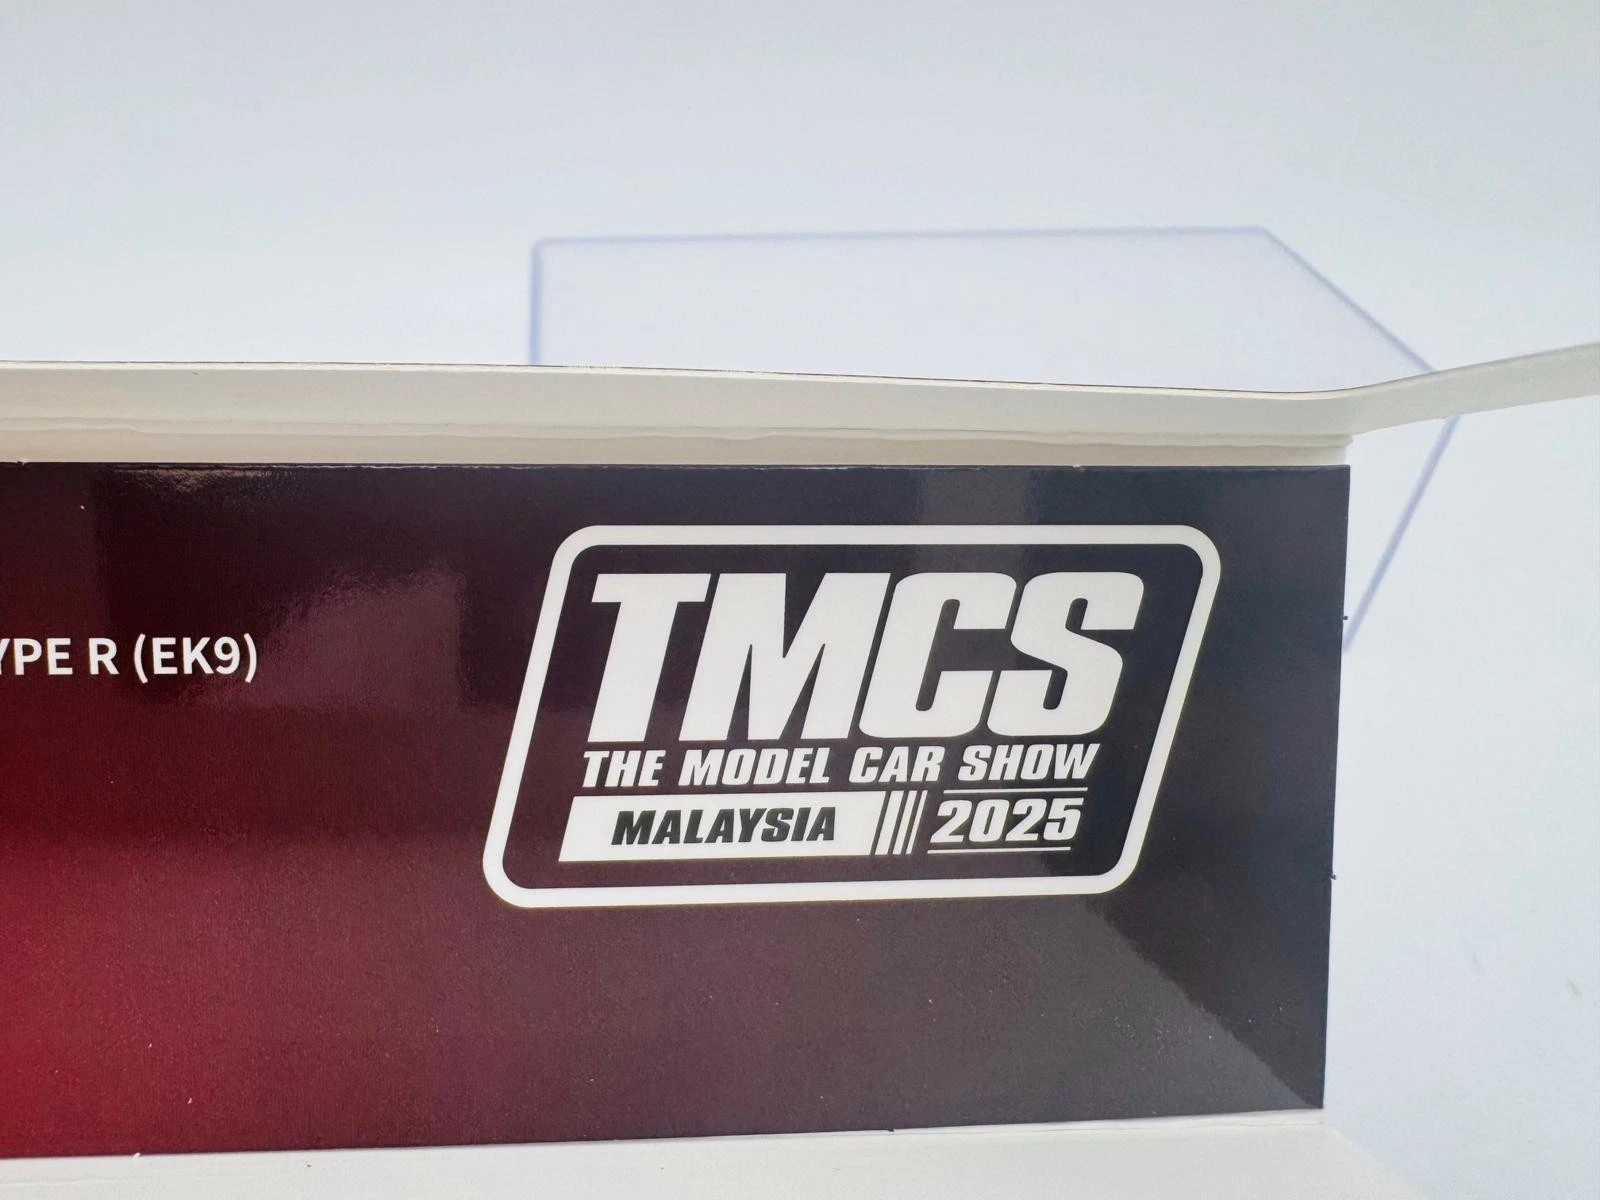 YPE R (EK9)
TMCS
THE MODEL CAR SHOW
MALAYSIA 2025